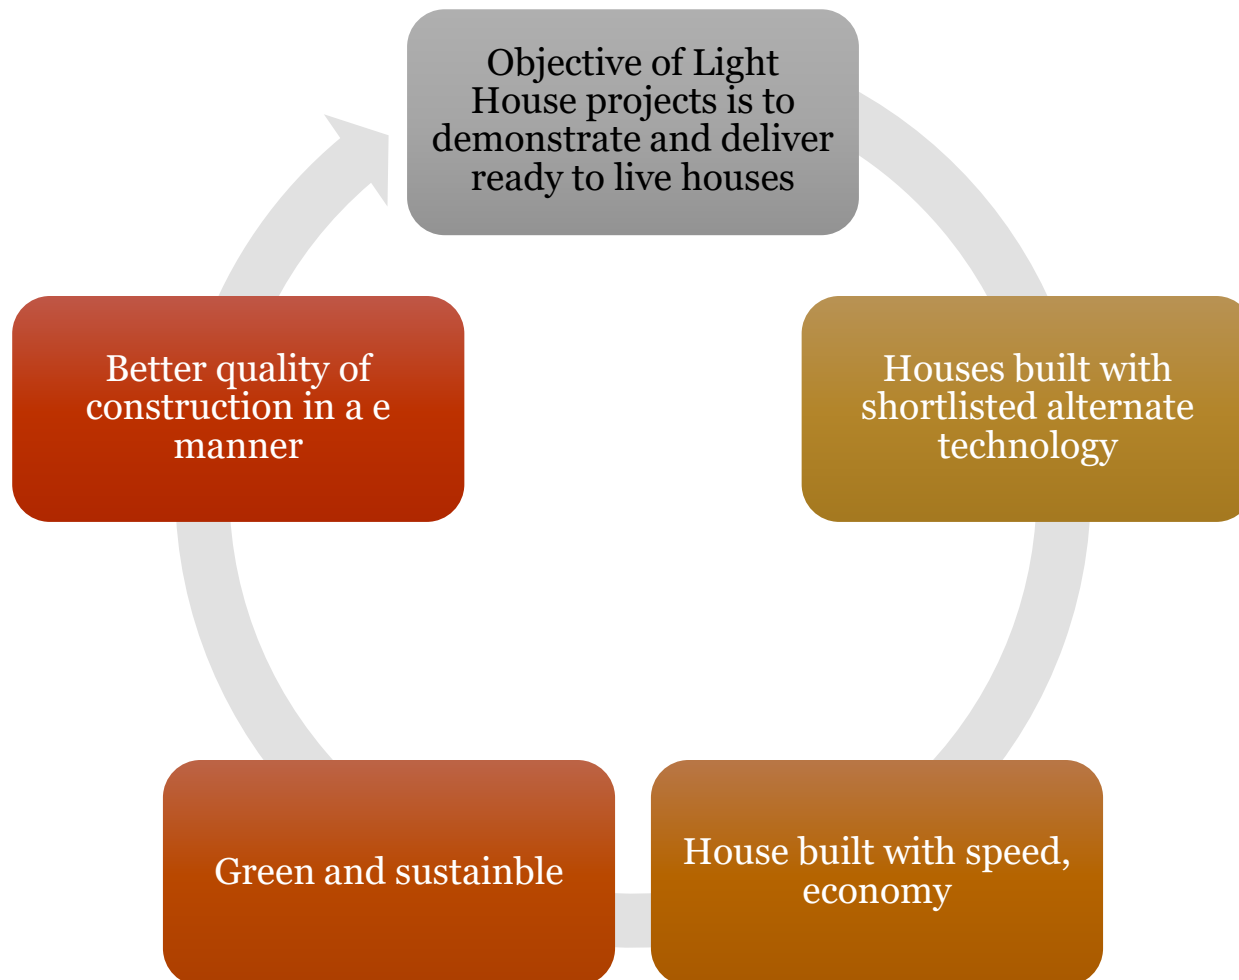 Objective of Light
House projects is to
demonstrate and deliver
ready to live houses
Houses built with
shortlisted alternate
technology
House built with speed,
economy
Green and sustainble
Better quality of
construction in a e
manner